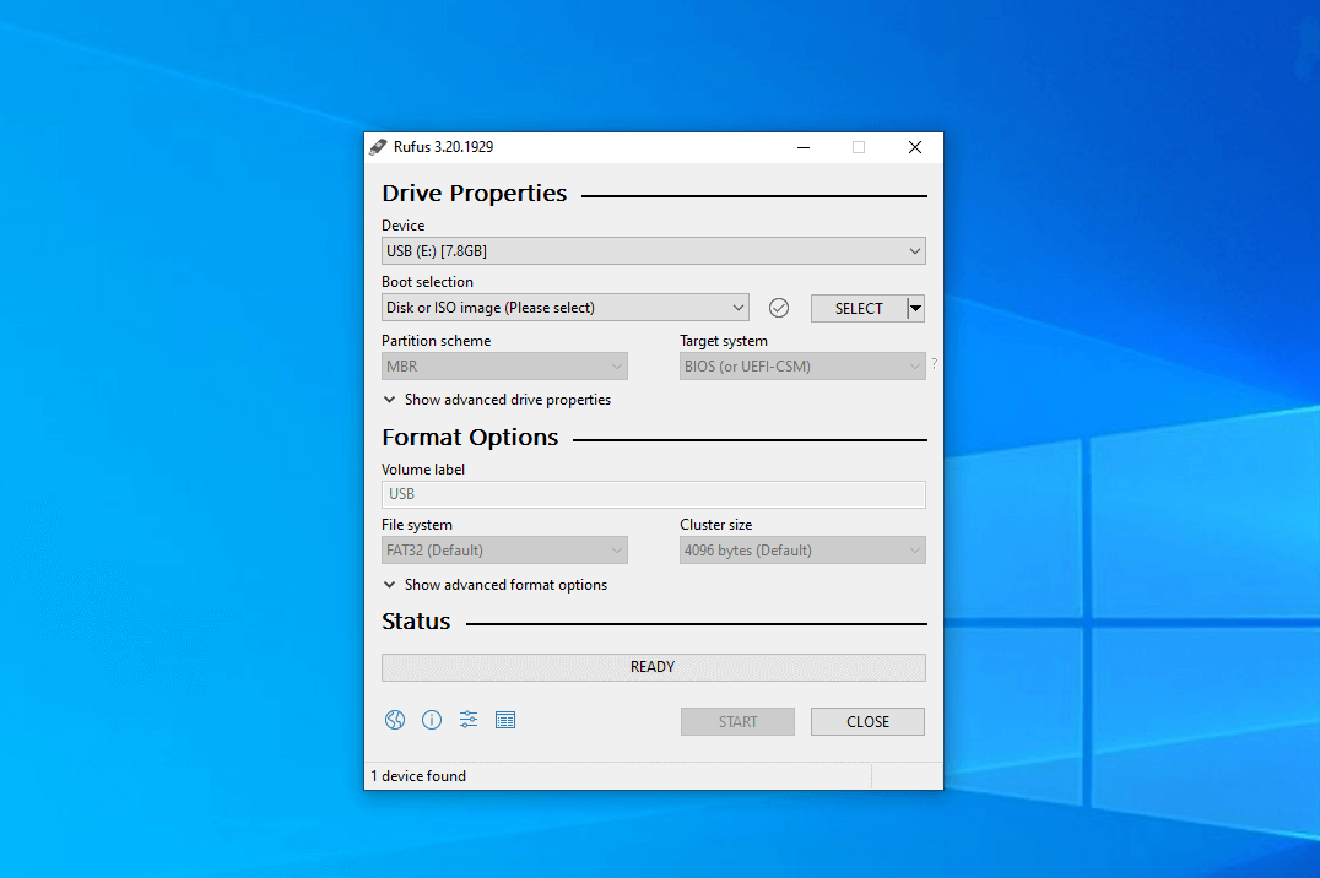 Rufus 3.20.1929
Drive Properties
Device
USB (E:) [7.8GB]
Boot selection
Disk or ISO image (Please select)
SELECT
Partition scheme
Target system
MBR
BIOS (or UEFI-CSM)
?
Show advanced drive properties
Format Options
Volume label
USB
File system
Cluster size
FAT32 (Default)
4096 bytes (Default)
Show advanced format options
Status
READY
START
CLOSE
1 device found